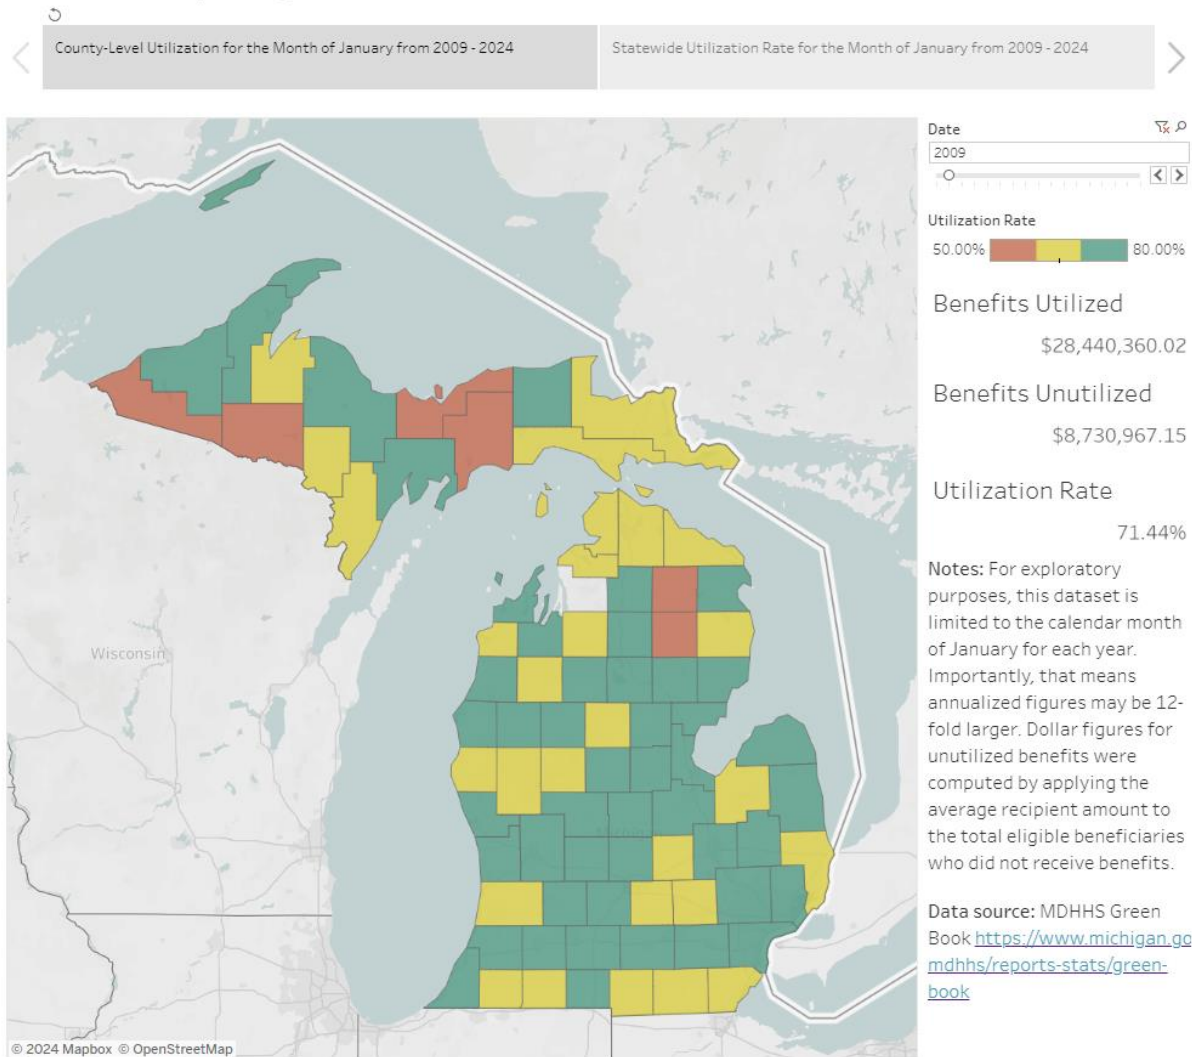 County-Level Utilization for the Month of January from 2009 - 2024
Statewide Utilization Rate for the Month of January from 2009 - 2024
Date
2009
Utilization Rate
50.00%
80.00%
Benefits Utilized
$28,440,360.02
Benefits Unutilized
$8,730,967.15
Utilization Rate
71.44%
Notes: For exploratory
purposes, this dataset is
limited to the calendar month
of January for each year.
Importantly, that means
annualized figures may be 12-
fold larger. Dollar figures for
unutilized benefits were
computed by applying the
average recipient amount to
the total eligible beneficiaries
who did not receive benefits.
Data source: MDHHS Green
Book https://www.michigan.go
mdhhs/reports-stats/green-
book
Wisconsin
© 2024 Mapbox © OpenStreetMap